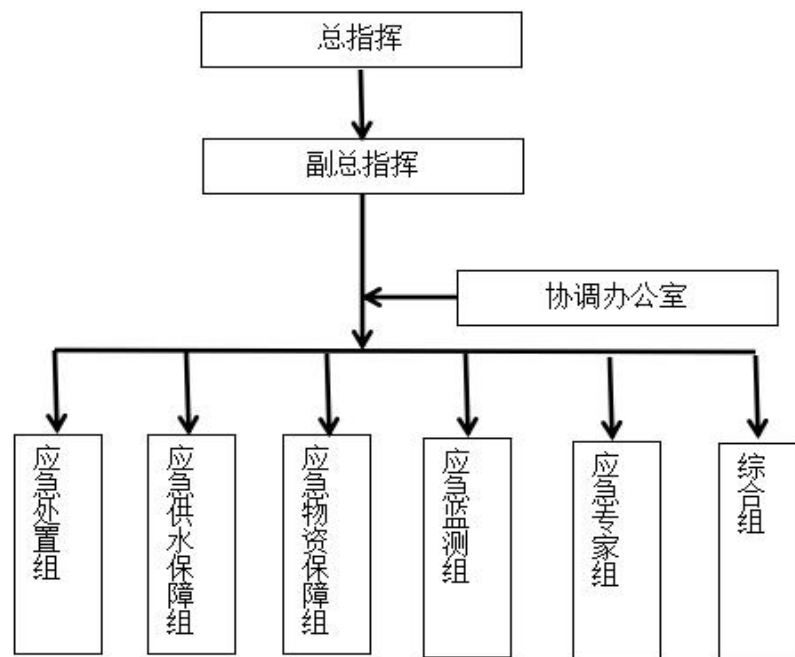 总指挥
副总指挥
协调办公室
应急处置组
应急供水保障组
应急物资保障组
应急监测组
应急专家组
综合组